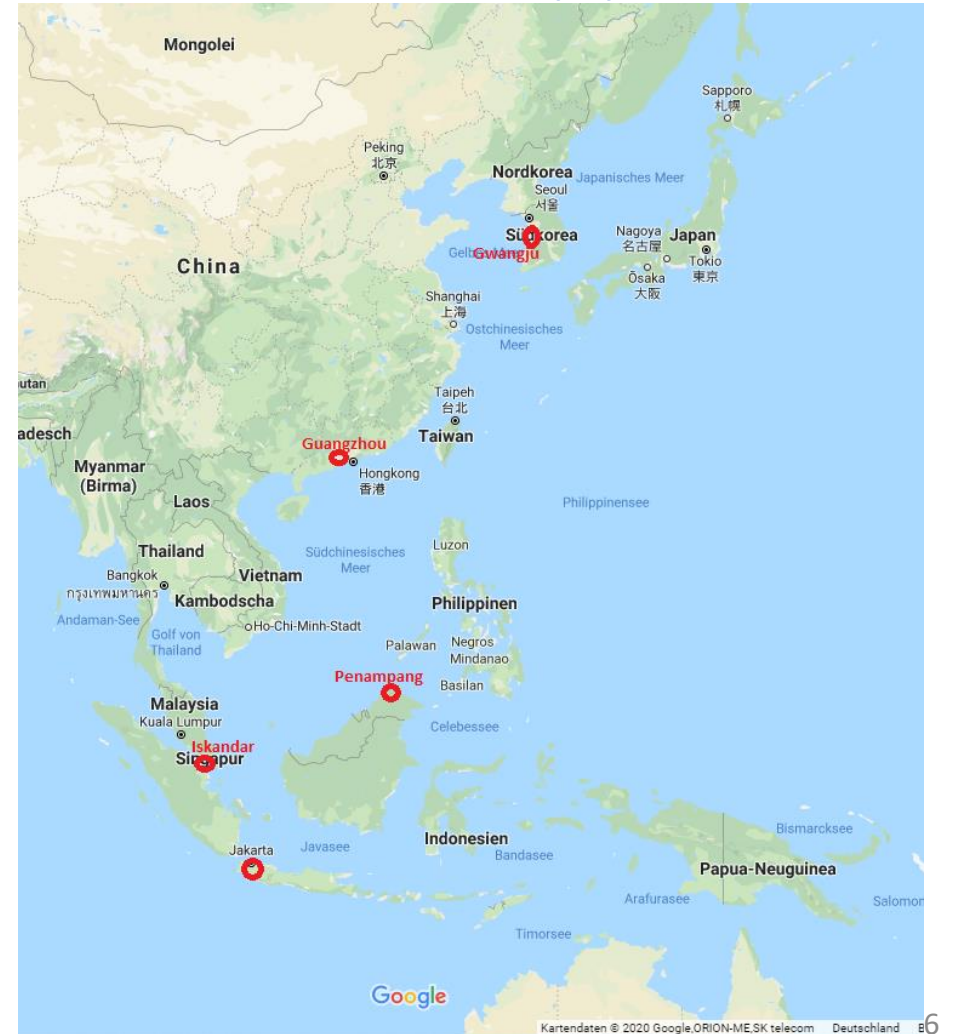 Mongolei
Sapporo
札幌
Peking
北京
Nordkorea
Japanisches Meer
Seoul
서울
Südkorea
Gwangju
Nagoya
名古屋
Japan
Tokio
東京
Ōsaka
大阪
China
Shanghai
上海
Ostchinesisches
Meer
utan
Taipeh
台北
Taiwan
adesch
Guangzhou
Hongkong
香港
Myanmar
(Birma)
Laos
Philippinensee
Thailand
Luzon
Südchinesisches
Meer
Bangkok
กรุงเทพมหานคร
Vietnam
Kambodscha
Philippinen
Andaman-See
Ho-Chi-Minh-Stadt
Golf von
Thailand
Palawan
Negros
Mindanao
Penampang
Basilan
Malaysia
Kuala Lumpur
Celebessee
Iskandar
Singapur
Indonesien
Bismarcksee
Jakarta
Javasee
Bandasee
Papua-Neuguinea
Arafurasee
Salomon
Timorsee
Google
Kartendaten © 2020 Google,ORION-ME,SK telecom Deutschland
6